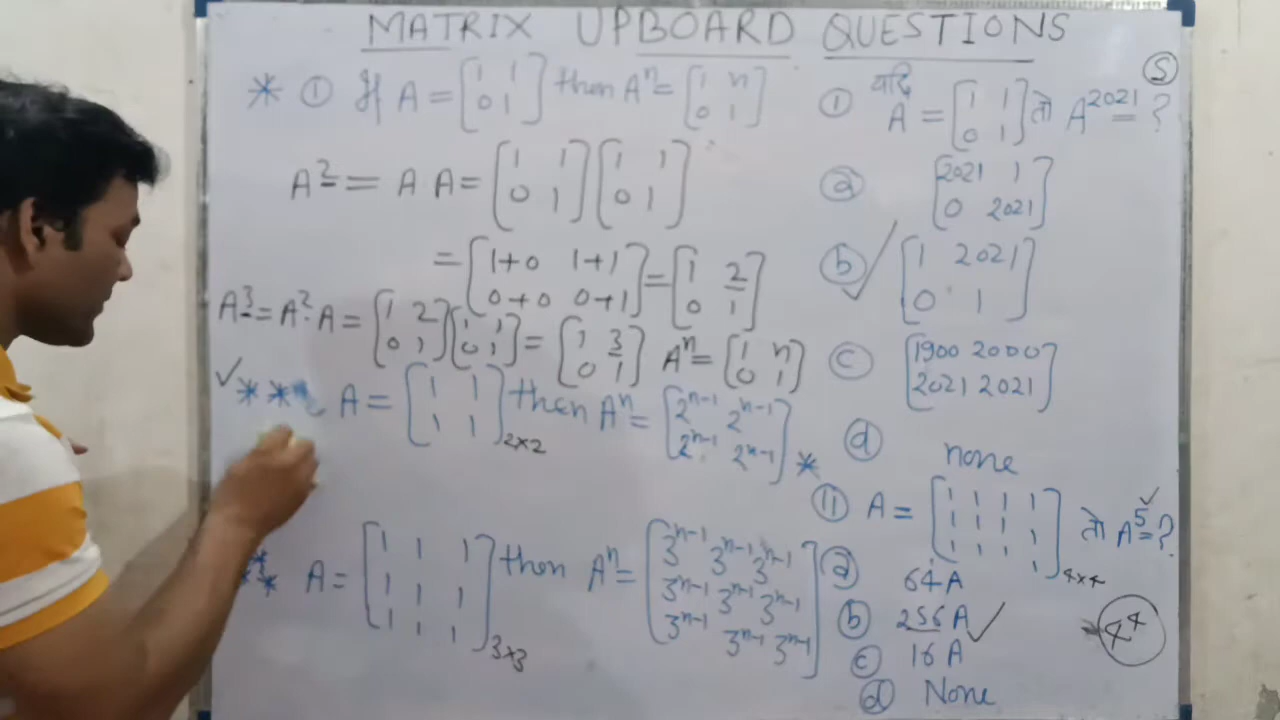 MATRIX UPBOARD QUESTIONS
* ① If A = [1 1; 0 1] then Aⁿ = [1 n; 0 1]
A² = A A = [1 1; 0 1] [1 1; 0 1]
= [1+0 1+1; 0+0 0+1] = [1 2; 0 1]
A³ = A² A = [1 2; 0 1] [1 1; 0 1] = [1 3; 0 1] Aⁿ = [1 n; 0 1]
✓ * * * A = [1 1; 1 1]2×2 then Aⁿ = [2ⁿ⁻¹ 2ⁿ⁻¹; 2ⁿ⁻¹ 2ⁿ⁻¹] *
** A = [1 1 1; 1 1 1; 1 1 1]3×3 then Aⁿ = [3ⁿ⁻¹ 3ⁿ⁻¹ 3ⁿ⁻¹; 3ⁿ⁻¹ 3ⁿ⁻¹ 3ⁿ⁻¹; 3ⁿ⁻¹ 3ⁿ⁻¹ 3ⁿ⁻¹]
Ⓢ
① यदि A = [1 1; 0 1] तो A²⁰²¹ = ?
ⓐ [2021 1; 0 2021]
ⓑ ✓ [1 2021; 0 1]
ⓒ [1900 2000; 2021 2021]
ⓓ none
⑪ A = [1 1 1 1; 1 1 1 1; 1 1 1 1; 1]4×4 तो A⁵ = ?
ⓐ 64A
ⓑ 256A ✓
4⁴
ⓒ 16A
ⓓ None